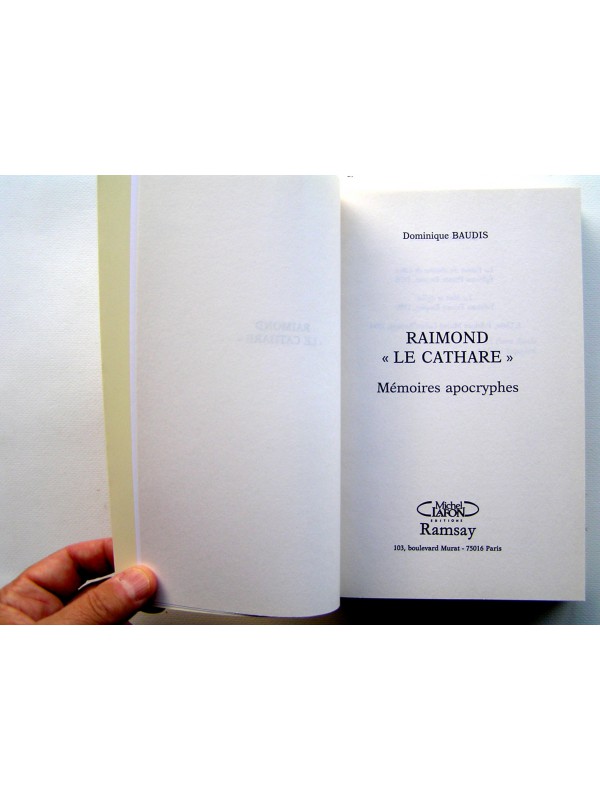 Dominique BAUDIS
RAIMOND
« LE CATHARE »
Mémoires apocryphes
Michel
LAFON
EDITIONS
Ramsay
103, boulevard Murat - 75016 Paris